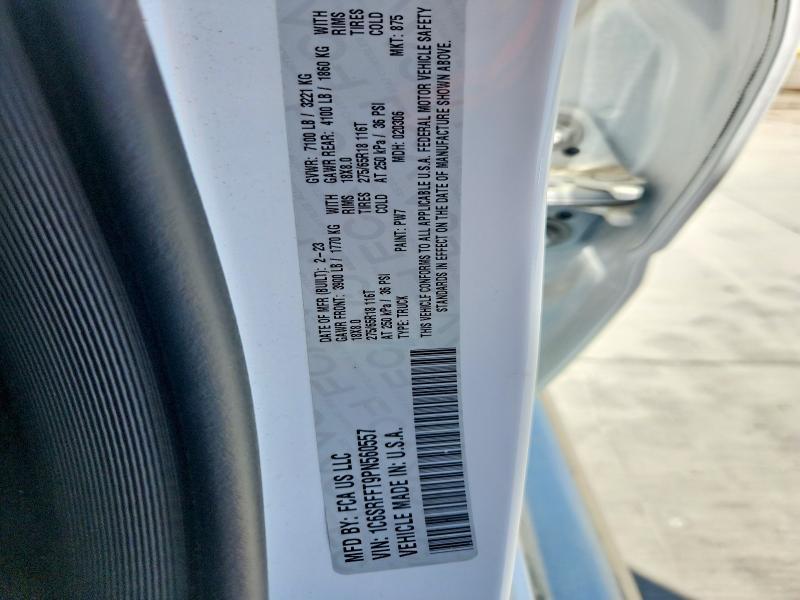 MFD BY: FCA US LLC
VIN: 1C6SRFFT9PN560557
VEHICLE MADE IN: U.S.A.
DATE OF MFR (BUILT): 2-23
GVWR: 7100 LB / 3221 KG
GAWR FRONT: 3900 LB / 1770 KG WITH
18X8.0 RIMS
275/65R18 116T TIRES
AT 250 kPa / 36 PSI COLD
GAWR REAR: 4100 LB / 1860 KG WITH
18X8.0 RIMS
275/65R18 116T TIRES
AT 250 kPa / 36 PSI COLD
TYPE: TRUCK PAINT: PW7 MDH: 020306 MKT: 875
THIS VEHICLE CONFORMS TO ALL APPLICABLE U.S.A. FEDERAL MOTOR VEHICLE SAFETY
STANDARDS IN EFFECT ON THE DATE OF MANUFACTURE SHOWN ABOVE.